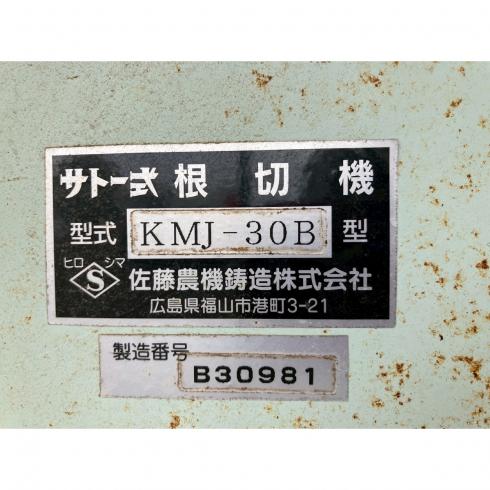 サトー式 根切機
型式 KMJ-30B 型
ヒロ S シマ 佐藤農機鋳造株式会社
広島県福山市港町3-21
製造番号 B30981